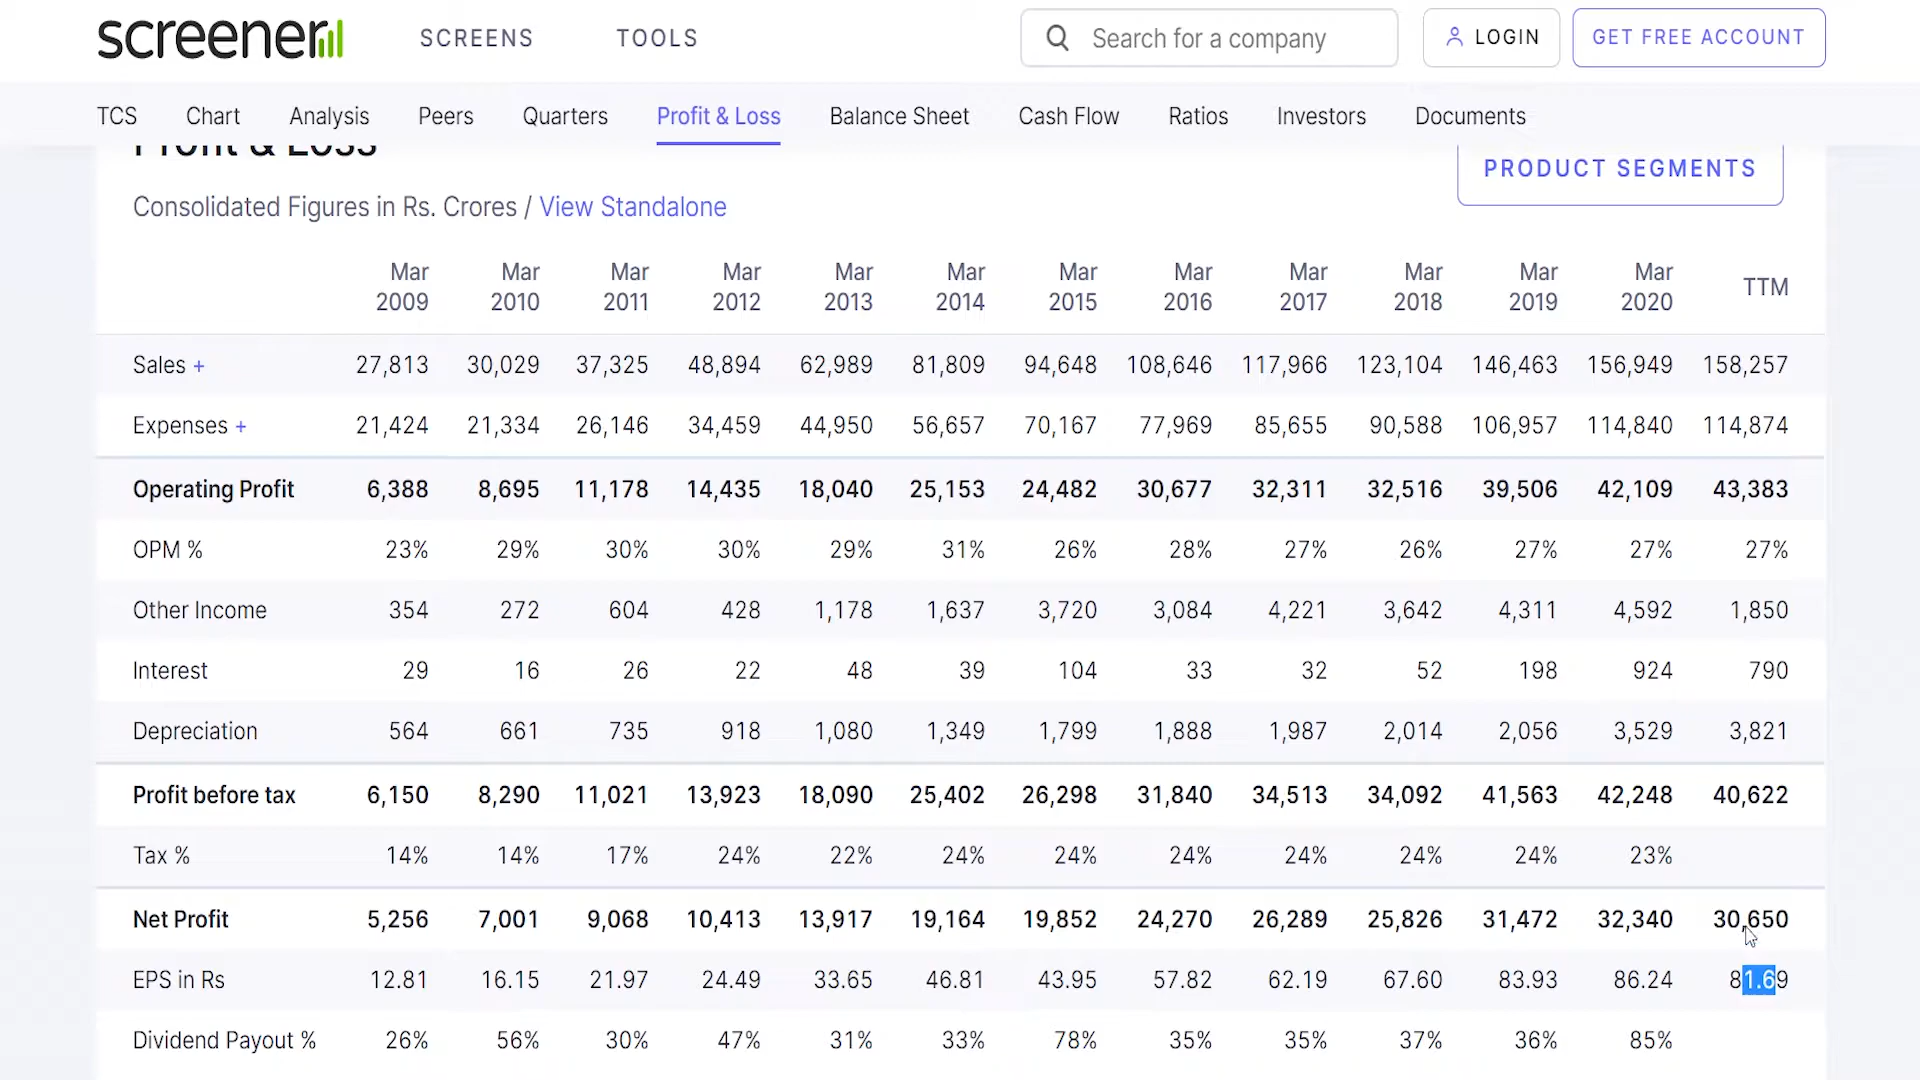 screener SCREENS TOOLS Search for a company LOGIN GET FREE ACCOUNT
TCS Chart Analysis Peers Quarters Profit & Loss Balance Sheet Cash Flow Ratios Investors Documents
Profit & Loss
PRODUCT SEGMENTS
Consolidated Figures in Rs. Crores / View Standalone
Mar 2009 Mar 2010 Mar 2011 Mar 2012 Mar 2013 Mar 2014 Mar 2015 Mar 2016 Mar 2017 Mar 2018 Mar 2019 Mar 2020 TTM
Sales + 27,813 30,029 37,325 48,894 62,989 81,809 94,648 108,646 117,966 123,104 146,463 156,949 158,257
Expenses + 21,424 21,334 26,146 34,459 44,950 56,657 70,167 77,969 85,655 90,588 106,957 114,840 114,874
Operating Profit 6,388 8,695 11,178 14,435 18,040 25,153 24,482 30,677 32,311 32,516 39,506 42,109 43,383
OPM % 23% 29% 30% 30% 29% 31% 26% 28% 27% 26% 27% 27% 27%
Other Income 354 272 604 428 1,178 1,637 3,720 3,084 4,221 3,642 4,311 4,592 1,850
Interest 29 16 26 22 48 39 104 33 32 52 198 924 790
Depreciation 564 661 735 918 1,080 1,349 1,799 1,888 1,987 2,014 2,056 3,529 3,821
Profit before tax 6,150 8,290 11,021 13,923 18,090 25,402 26,298 31,840 34,513 34,092 41,563 42,248 40,622
Tax % 14% 14% 17% 24% 22% 24% 24% 24% 24% 24% 24% 23%
Net Profit 5,256 7,001 9,068 10,413 13,917 19,164 19,852 24,270 26,289 25,826 31,472 32,340 30,650
EPS in Rs 12.81 16.15 21.97 24.49 33.65 46.81 43.95 57.82 62.19 67.60 83.93 86.24 81.69
Dividend Payout % 26% 56% 30% 47% 31% 33% 78% 35% 35% 37% 36% 85%